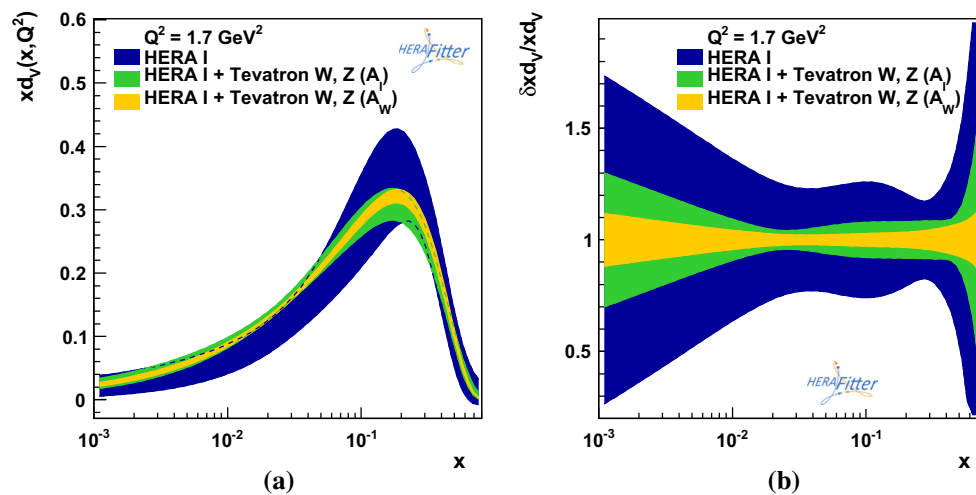 xd_V(x,Q²)
0.6
0.5
0.4
0.3
0.2
0.1
0
Q² = 1.7 GeV²
HERA I
HERA I + Tevatron W, Z (A_l)
HERA I + Tevatron W, Z (A_W)
HERAFitter
10⁻³
10⁻²
10⁻¹
x
(a)
δxd_V/xd_V
1.5
1
0.5
Q² = 1.7 GeV²
HERA I
HERA I + Tevatron W, Z (A_l)
HERA I + Tevatron W, Z (A_W)
HERAFitter
10⁻³
10⁻²
10⁻¹
x
(b)